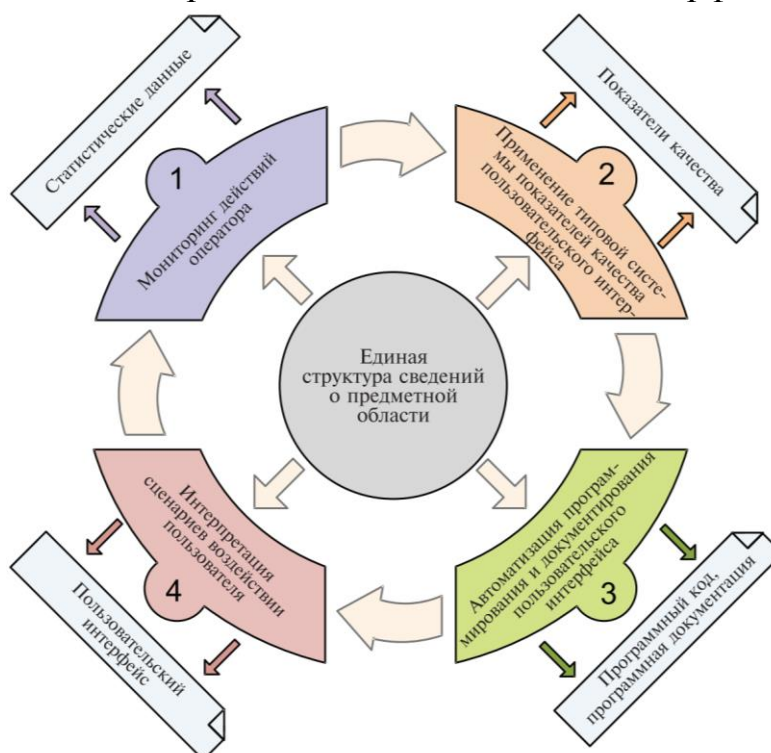 Статистические данные
1
Мониторинг действий
оператора
Показатели качества
2
Применение типовой систе-
мы показателей качества
пользовательского интер-
фейса
Единая
структура сведений
о предметной
области
Автоматизация програм-
мирования и документирования
пользовательского
интерфейса
3
Программный код,
программная документация
Интерпретация
сценариев воздействии
пользователя
4
Пользовательский
интерфейс